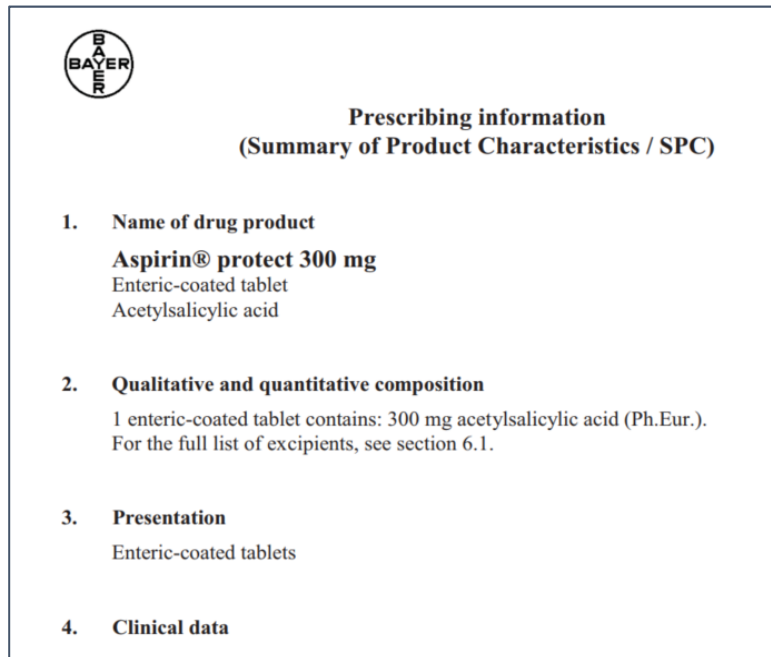 BAYER
BAYER
Prescribing information
(Summary of Product Characteristics / SPC)
1. Name of drug product
Aspirin® protect 300 mg
Enteric-coated tablet
Acetylsalicylic acid
2. Qualitative and quantitative composition
1 enteric-coated tablet contains: 300 mg acetylsalicylic acid (Ph.Eur.).
For the full list of excipients, see section 6.1.
3. Presentation
Enteric-coated tablets
4. Clinical data